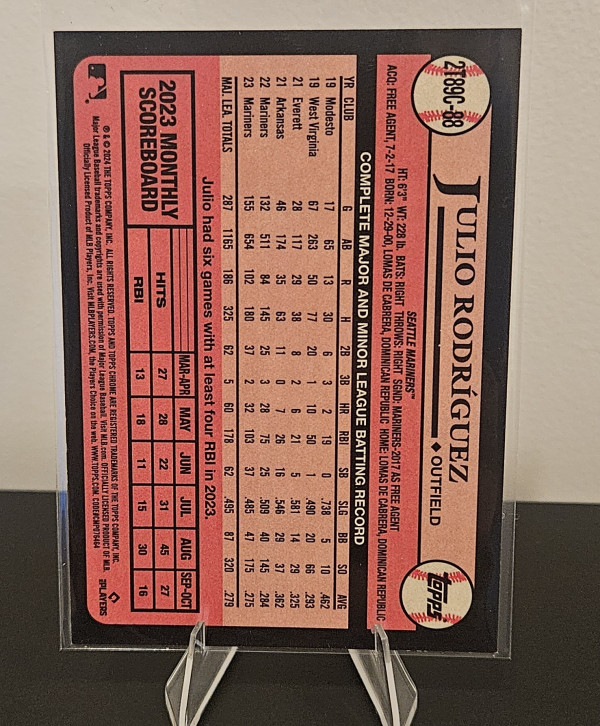 2T89C-88
JULIO RODRÍGUEZ
◆ OUTFIELD
TOPPS
SEATTLE MARINERS™
HT: 6'3" WT: 228 lb. BATS: RIGHT THROWS: RIGHT SGND: MARINERS-2017 AS FREE AGENT
ACQ: FREE AGENT, 7-2-17 BORN: 12-29-00, LOMAS DE CABRERA, DOMINICAN REPUBLIC HOME: LOMAS DE CABRERA, DOMINICAN REPUBLIC
COMPLETE MAJOR AND MINOR LEAGUE BATTING RECORD
YR CLUB G AB R H 2B 3B HR RBI SB SLG BB SO AVG
19 Modesto 17 65 13 30 6 3 2 19 0 .738 5 10 .462
19 West Virginia 67 263 50 77 20 1 10 50 1 .490 20 66 .293
21 Everett 28 117 29 38 8 2 6 21 5 .581 14 29 .325
21 Arkansas 46 174 35 63 11 0 7 26 16 .546 29 37 .362
22 Mariners 132 511 84 145 25 3 28 75 25 .509 40 145 .284
23 Mariners 155 654 102 180 37 2 32 103 37 .485 47 175 .275
MAJ. LEA. TOTALS 287 1165 186 325 62 5 60 178 62 .495 87 320 .279
Julio had six games with at least four RBI in 2023.
2023 MONTHLY
SCOREBOARD
MAR-APR MAY JUN JUL AUG SEP-OCT
HITS 27 28 22 31 45 27
RBI 13 18 11 15 30 16
® & © 2024 THE TOPPS COMPANY, INC. ALL RIGHTS RESERVED. TOPPS AND TOPPS CHROME ARE REGISTERED TRADEMARKS OF THE TOPPS COMPANY, INC.
Major League Baseball trademarks and copyrights are used with permission of Major League Baseball. Visit MLB.com. OFFICIALLY LICENSED PRODUCT OF MLB
Officially Licensed Product of MLB Players, Inc. Visit MLBPLAYERS.COM, the Players Choice on the web. WWW.TOPPS.COM. CODE#CMP076464
PLAYERS